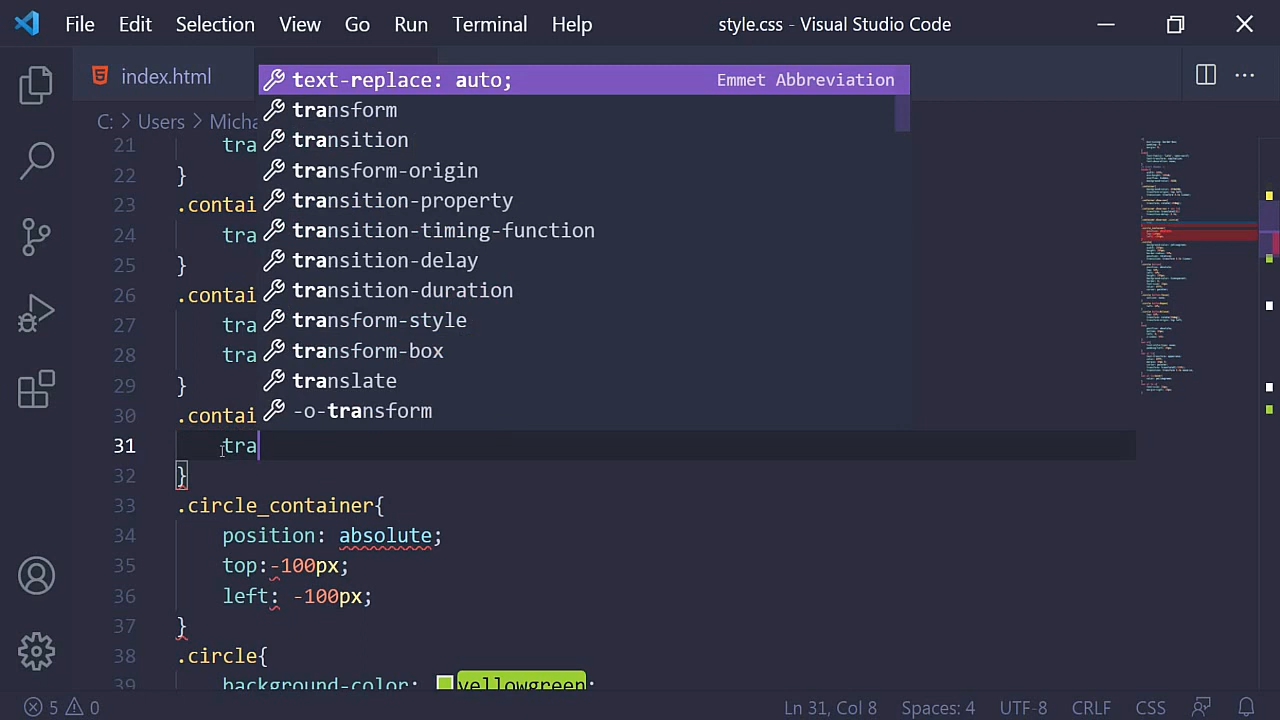 File Edit Selection View Go Run Terminal Help style.css - Visual Studio Code
index.html
text-replace: auto; Emmet Abbreviation
transform
transition
transform-origin
transition-property
transition-timing-function
transition-delay
transition-duration
transform-style
transform-box
translate
-o-transform
C: > Users > Micha
21 tra
22 }
23 .contai
24 tra
25 }
26 .contai
27 tra
28 tra
29 }
30 .contai
31 tra
32 }
33 .circle_container{
34 position: absolute;
35 top:-100px;
36 left: -100px;
37 }
38 .circle{
39 background-color: yellowgreen;
5 0 Ln 31, Col 8 Spaces: 4 UTF-8 CRLF CSS